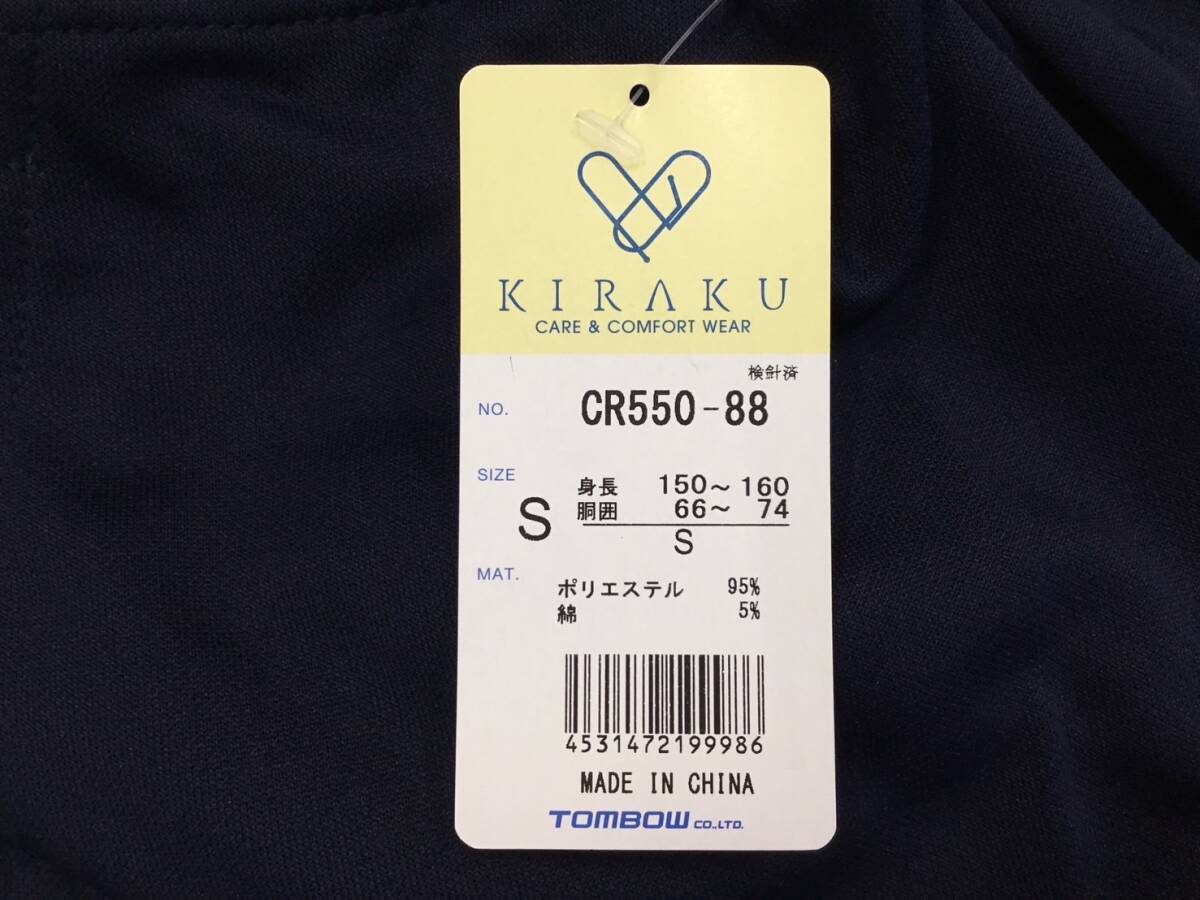 KIRAKU
CARE & COMFORT WEAR
検針済
NO. CR550-88
SIZE S 身長 150～160
胴囲 66～ 74
S
MAT. ポリエステル 95%
綿 5%
4531472199986
MADE IN CHINA
TOMBOW CO.,LTD.